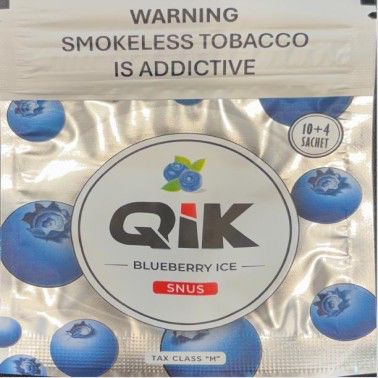 WARNING
SMOKELESS TOBACCO
IS ADDICTIVE
10+4
SACHET
QiK
BLUEBERRY ICE
SNUS
TAX CLASS "M"